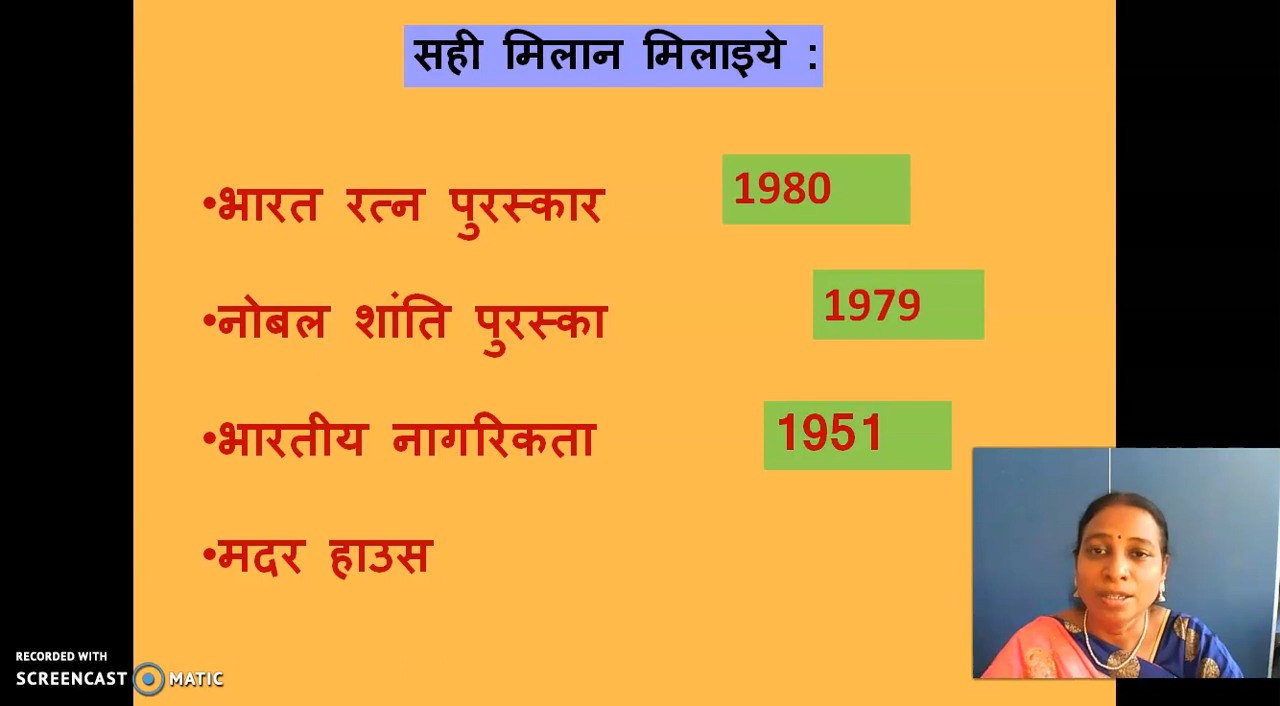 सही मिलान मिलाइये :
•भारत रत्न पुरस्कार 1980
•नोबल शांति पुरस्का 1979
•भारतीय नागरिकता 1951
•मदर हाउस
RECORDED WITH
SCREENCAST MATIC